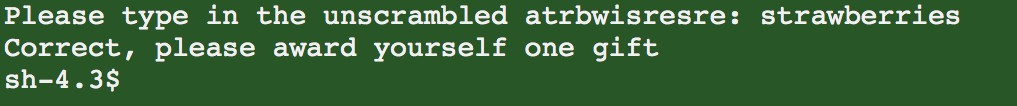 Please type in the unscrambled atrbwisresre: strawberries
Correct, please award yourself one gift
sh-4.3$